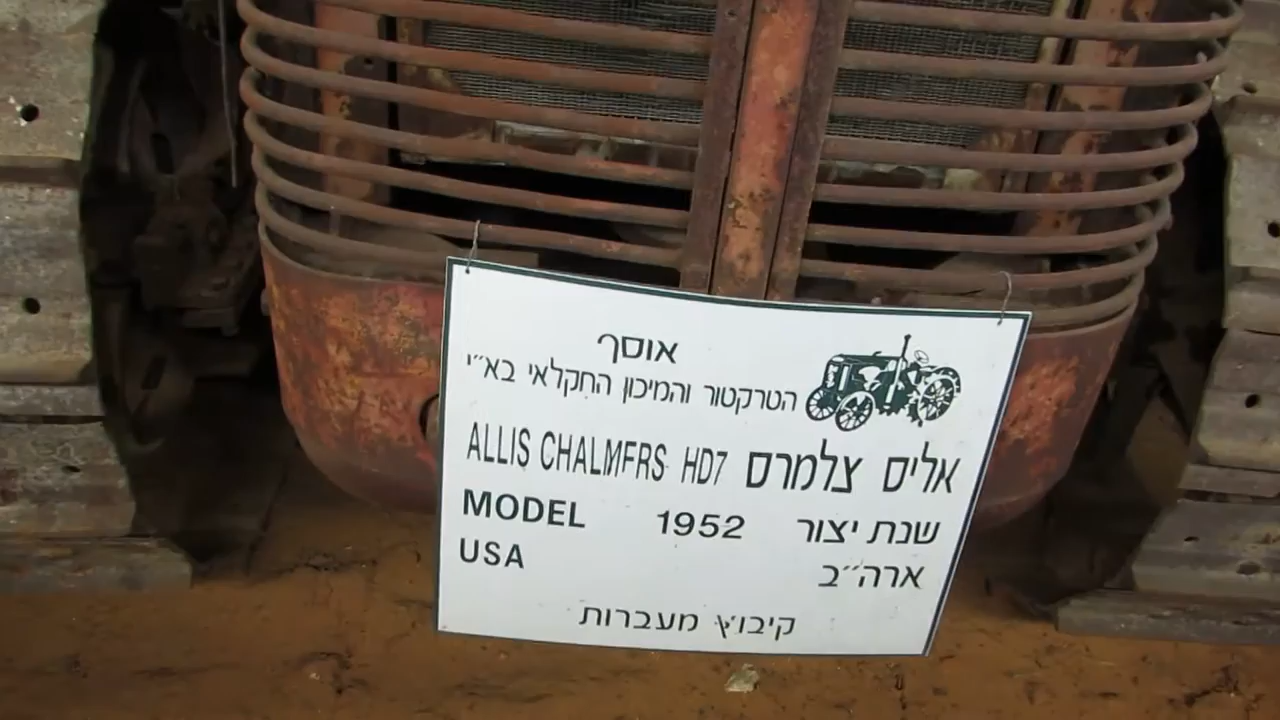 אוסף
הטרקטור והמיכון החקלאי בא״י
ALLIS CHALMERS HD7 אליס צלמרס
MODEL 1952 שנת יצור
USA ארה״ב
קיבוץ מעברות